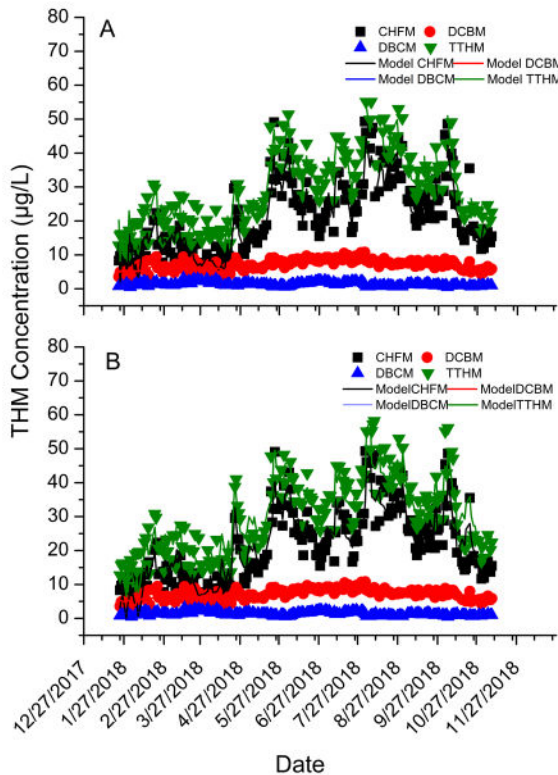 A
80
70
60
50
40
30
20
10
0
CHFM DCBM
DBCM TTHM
Model CHFM Model DCB
Model DBCM Model TTHM
THM Concentration (µg/L)
B
80
70
60
50
40
30
20
10
0
CHFM DCBM
DBCM TTHM
ModelCHFM ModelDCBM
ModelDBCM ModelTTHM
12/27/2017
1/27/2018
2/27/2018
3/27/2018
4/27/2018
5/27/2018
6/27/2018
7/27/2018
8/27/2018
9/27/2018
10/27/2018
11/27/2018
Date